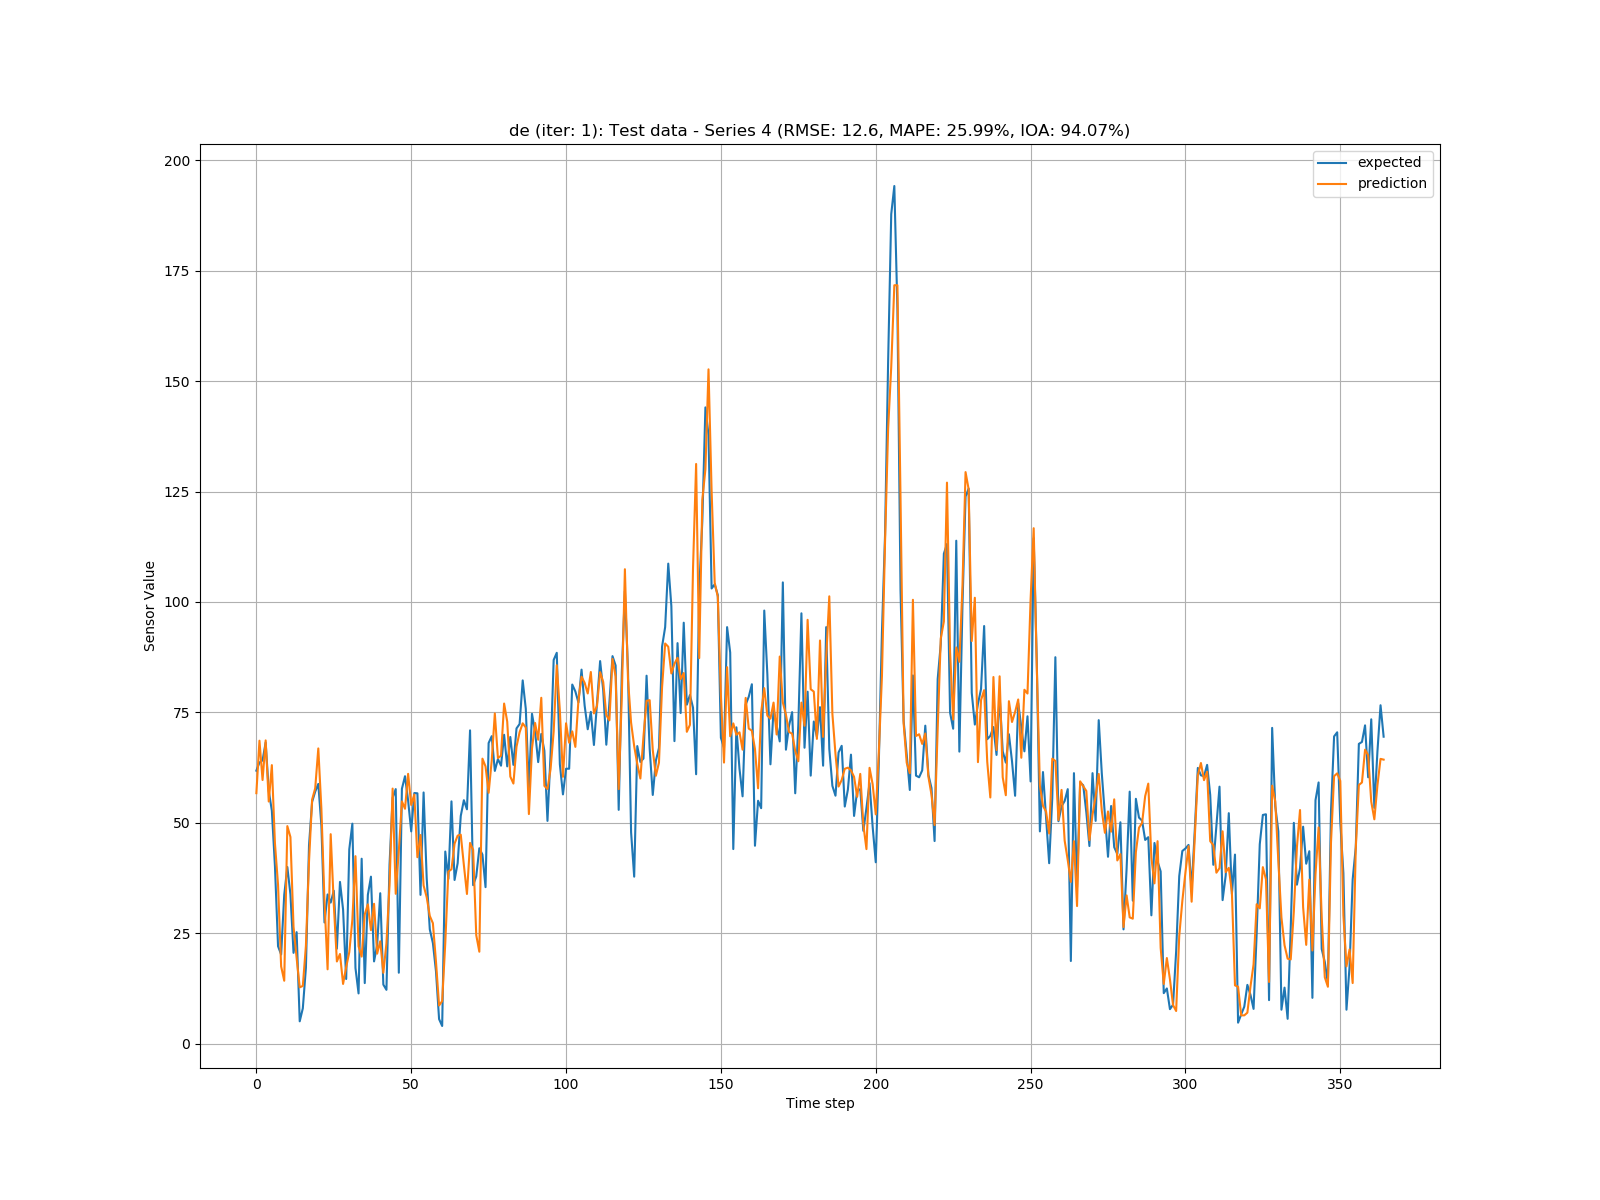 de (iter: 1): Test data - Series 4 (RMSE: 12.6, MAPE: 25.99%, IOA: 94.07%)
expected
prediction
200
175
150
125
100
75
50
25
0
Sensor Value
0 50 100 150 200 250 300 350
Time step